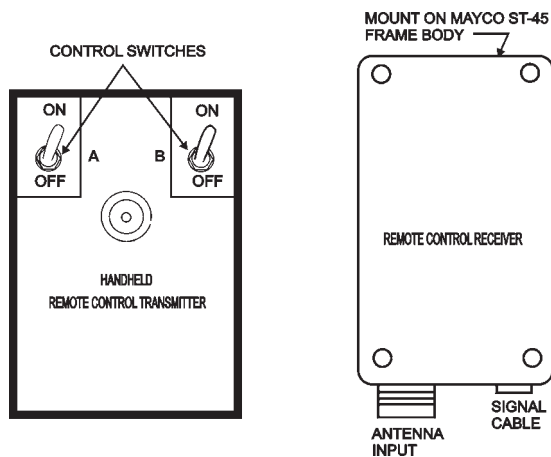 CONTROL SWITCHES
ON
OFF
A
B
ON
OFF
HANDHELD
REMOTE CONTROL TRANSMITTER
MOUNT ON MAYCO ST-45
FRAME BODY
REMOTE CONTROL RECEIVER
ANTENNA
INPUT
SIGNAL
CABLE